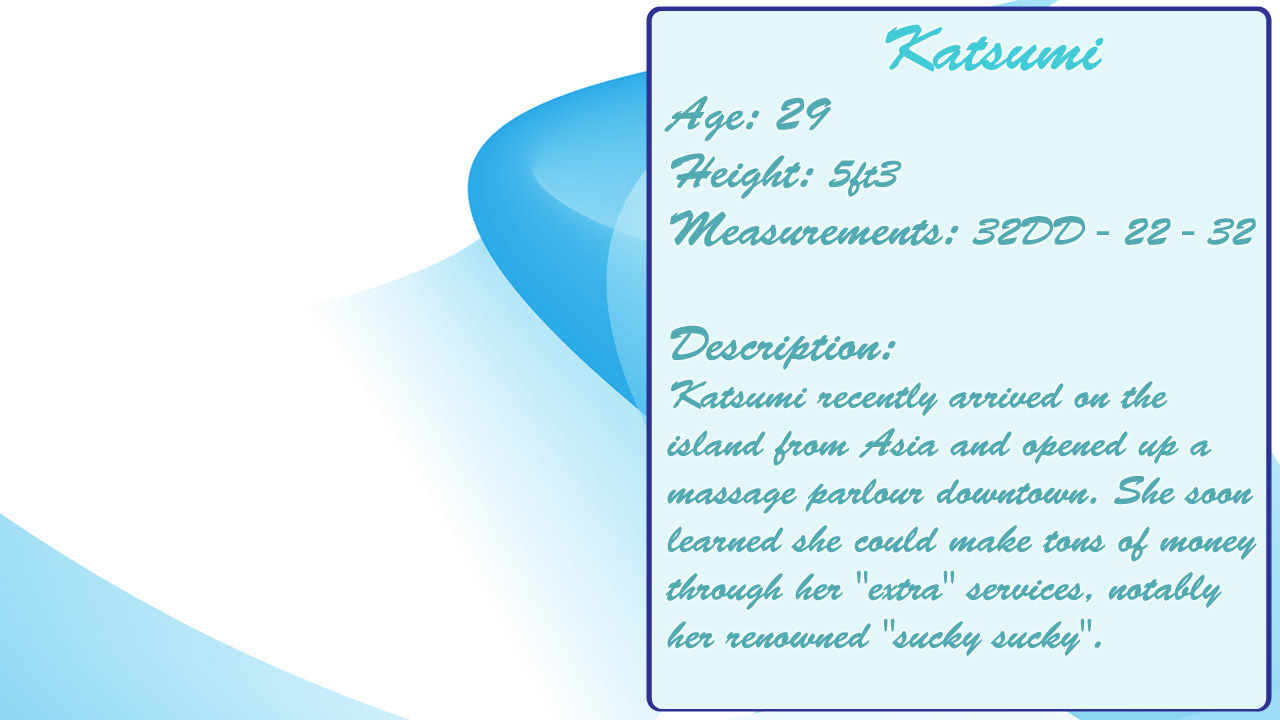 Katsumi
Age: 29
Height: 5ft3
Measurements: 32DD - 22 - 32
Description:
Katsumi recently arrived on the
island from Asia and opened up a
massage parlour downtown. She soon
learned she could make tons of money
through her "extra" services, notably
her renowned "sucky sucky".